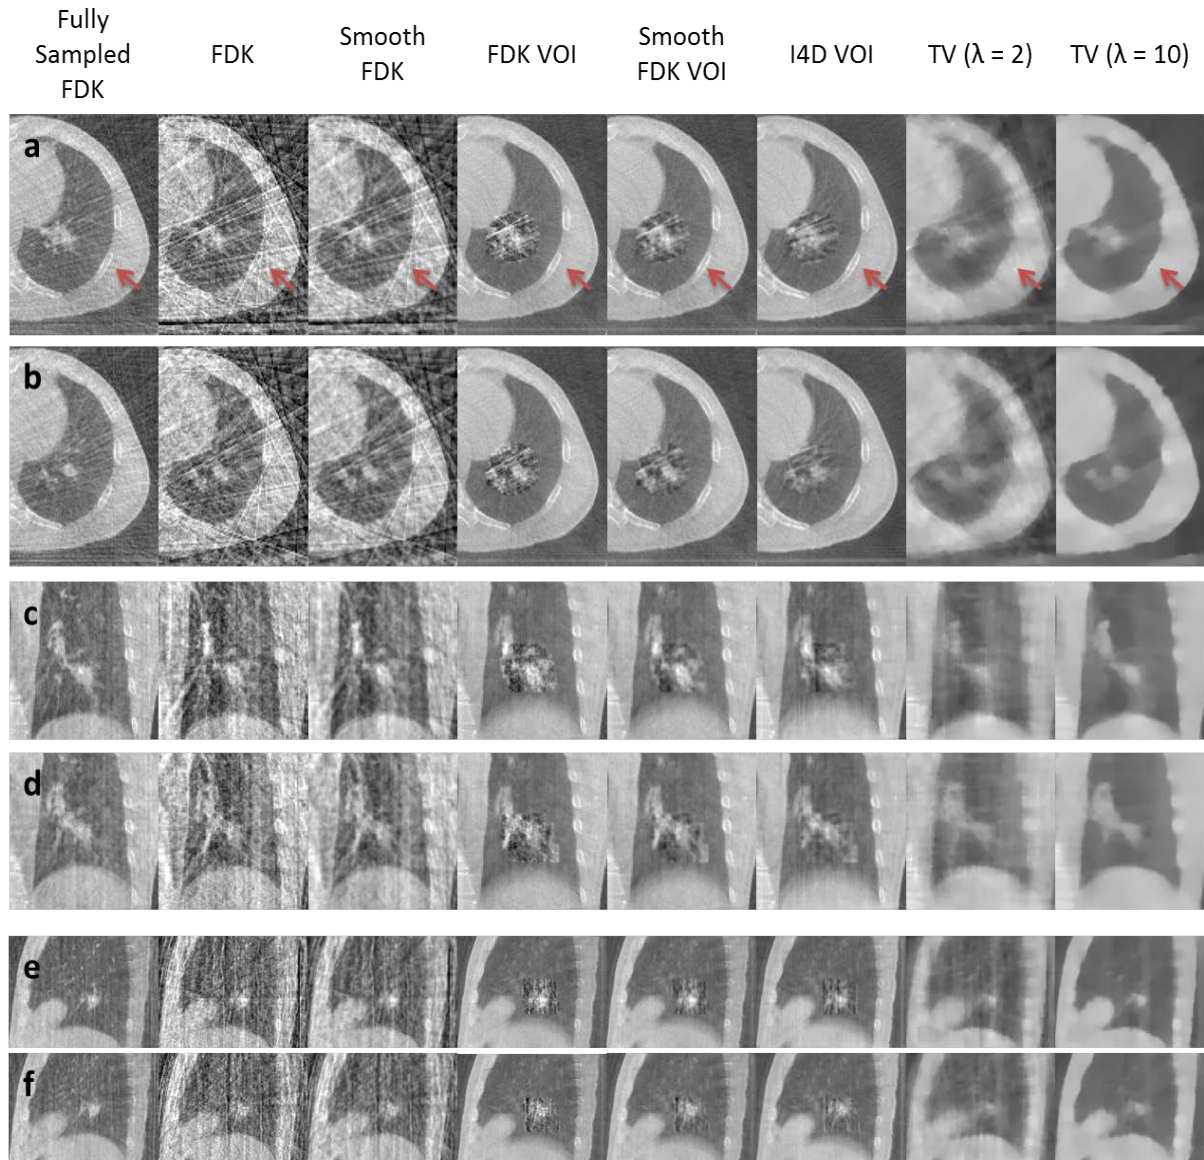 Fully
Sampled
FDK
FDK
Smooth
FDK
FDK VOI
Smooth
FDK VOI
I4D VOI
TV (λ = 2)
TV (λ = 10)
a
b
c
d
e
f